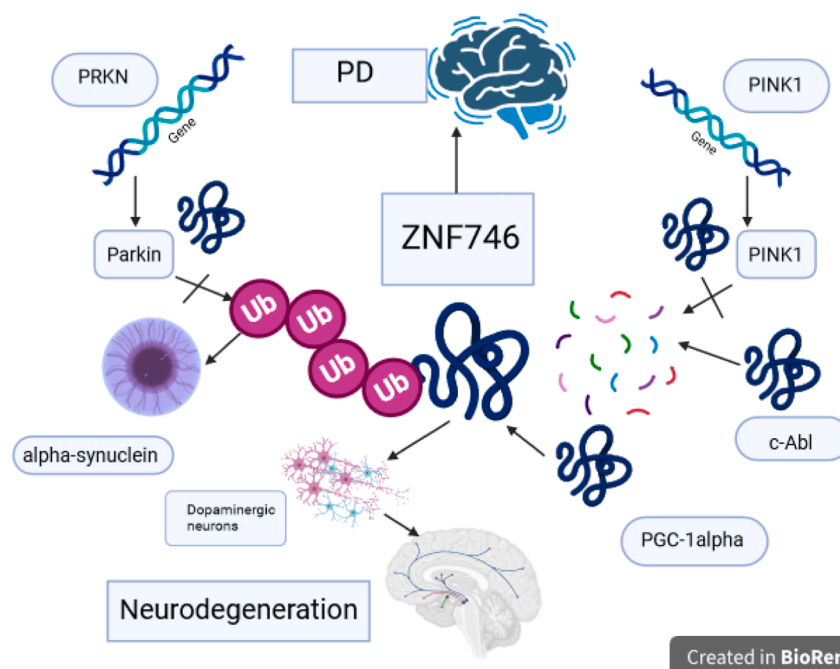 PRKN
PD
PINK1
Gene
Gene
ZNF746
Parkin
PINK1
Ub
Ub
Ub
Ub
alpha-synuclein
c-Abl
Dopaminergic
neurons
PGC-1alpha
Neurodegeneration
Created in BioRen